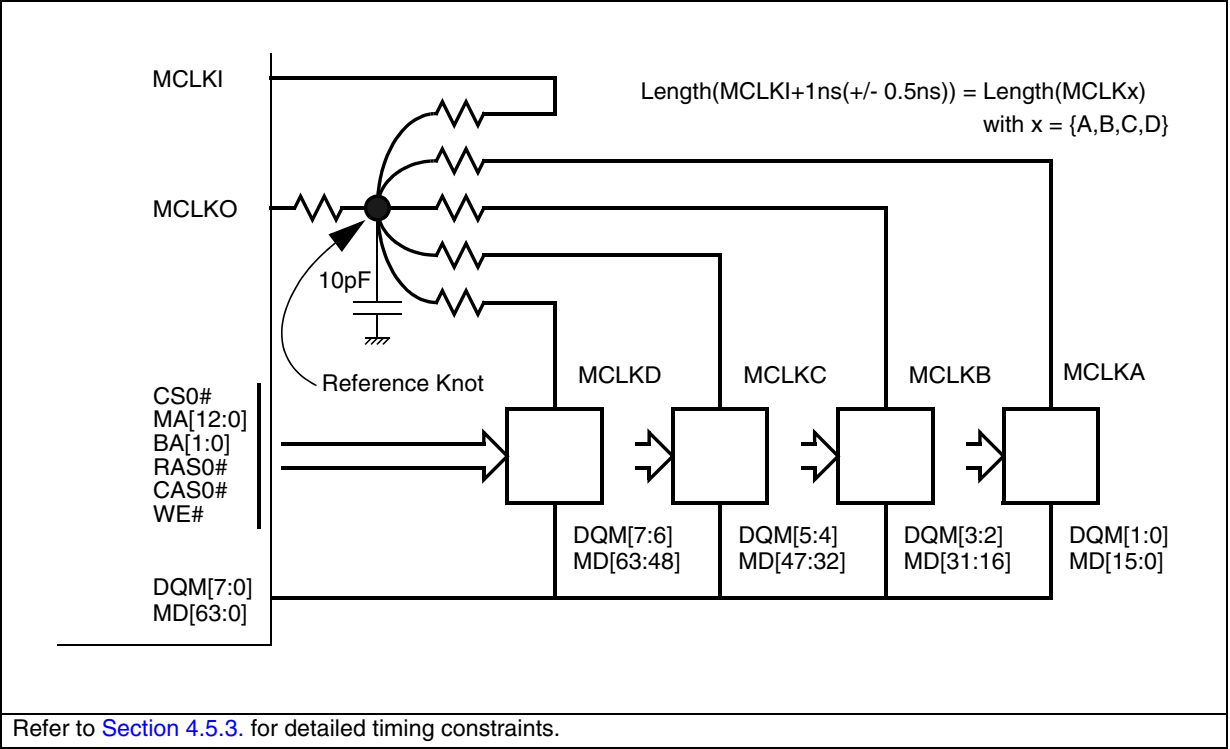 MCLKI
Length(MCLKI+1ns(+/- 0.5ns)) = Length(MCLKx)
with x = {A,B,C,D}
MCLKO
10pF
Reference Knot
MCLKD
MCLKC
MCLKB
MCLKA
CS0#
MA[12:0]
BA[1:0]
RAS0#
CAS0#
WE#
DQM[7:6]
MD[63:48]
DQM[5:4]
MD[47:32]
DQM[3:2]
MD[31:16]
DQM[1:0]
MD[15:0]
DQM[7:0]
MD[63:0]
Refer to Section 4.5.3. for detailed timing constraints.